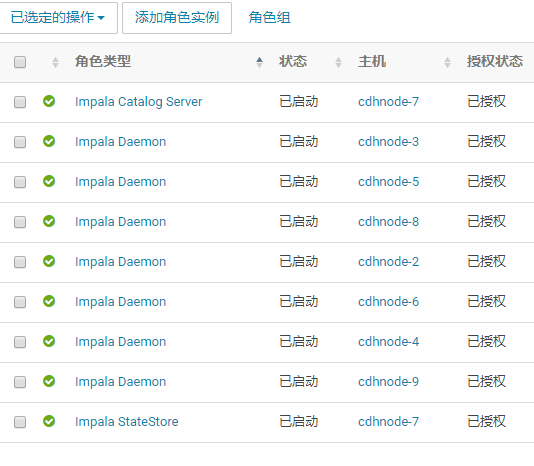 已选定的操作 添加角色实例 角色组
角色类型 状态 主机 授权状态
Impala Catalog Server 已启动 cdhnode-7 已授权
Impala Daemon 已启动 cdhnode-3 已授权
Impala Daemon 已启动 cdhnode-5 已授权
Impala Daemon 已启动 cdhnode-8 已授权
Impala Daemon 已启动 cdhnode-2 已授权
Impala Daemon 已启动 cdhnode-6 已授权
Impala Daemon 已启动 cdhnode-4 已授权
Impala Daemon 已启动 cdhnode-9 已授权
Impala StateStore 已启动 cdhnode-7 已授权